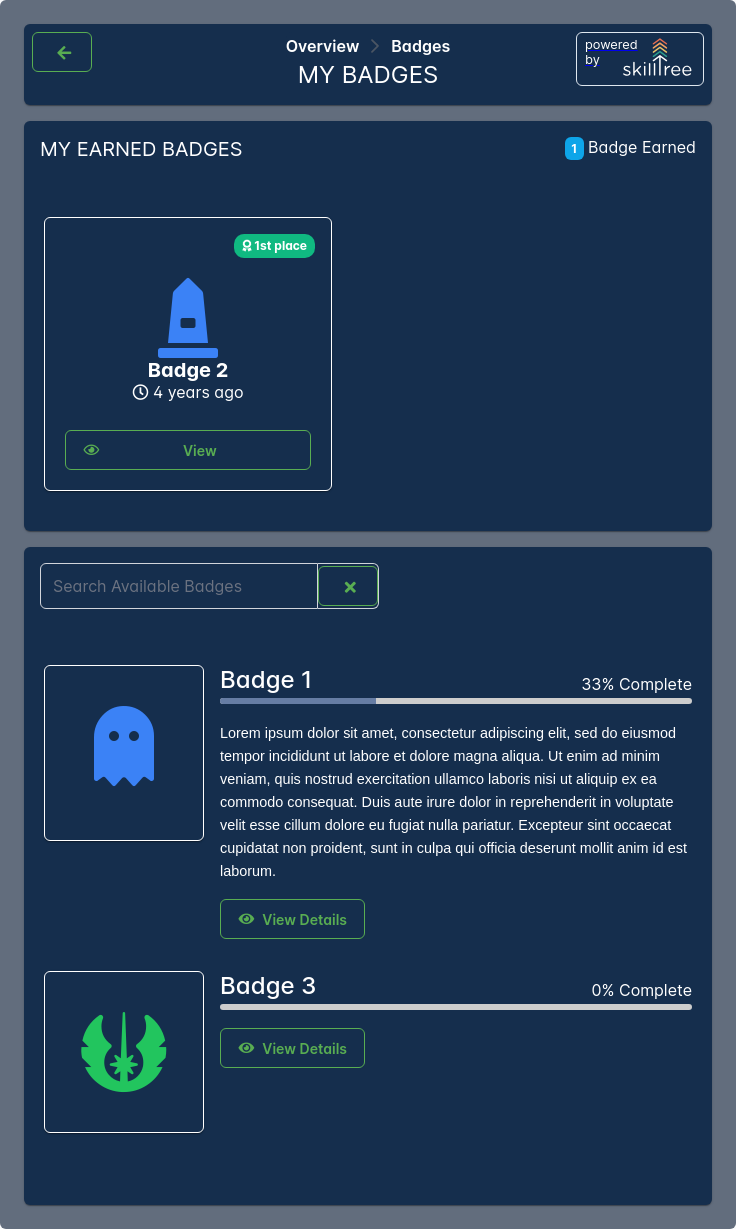 Overview Badges
MY BADGES
powered
by
skilltree
MY EARNED BADGES
1 Badge Earned
1st place
Badge 2
4 years ago
View
Search Available Badges
Badge 1
33% Complete
Lorem ipsum dolor sit amet, consectetur adipiscing elit, sed do eiusmod
tempor incididunt ut labore et dolore magna aliqua. Ut enim ad minim
veniam, quis nostrud exercitation ullamco laboris nisi ut aliquip ex ea
commodo consequat. Duis aute irure dolor in reprehenderit in voluptate
velit esse cillum dolore eu fugiat nulla pariatur. Excepteur sint occaecat
cupidatat non proident, sunt in culpa qui officia deserunt mollit anim id est
laborum.
View Details
Badge 3
0% Complete
View Details